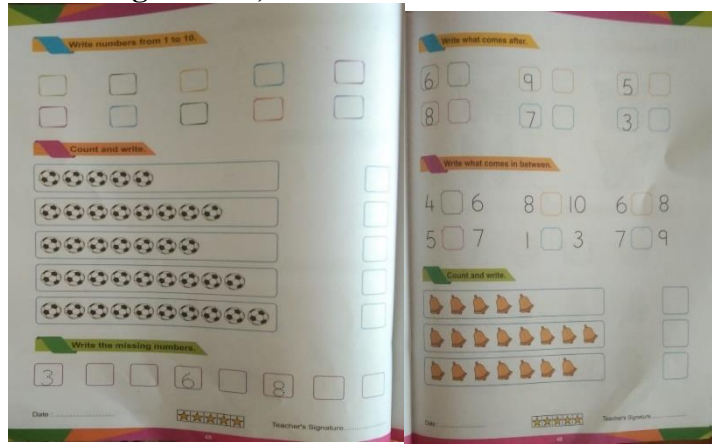 Write numbers from 1 to 10.
Count and write.
Write the missing numbers.
3 6 8
Date : ....................
Teacher's Signature....................
Write what comes after.
6 9 5
8 7 3
Write what comes in between.
4 6 8 10 6 8
5 7 1 3 7 9
Count and write.
Date ....................
Teacher's Signature....................